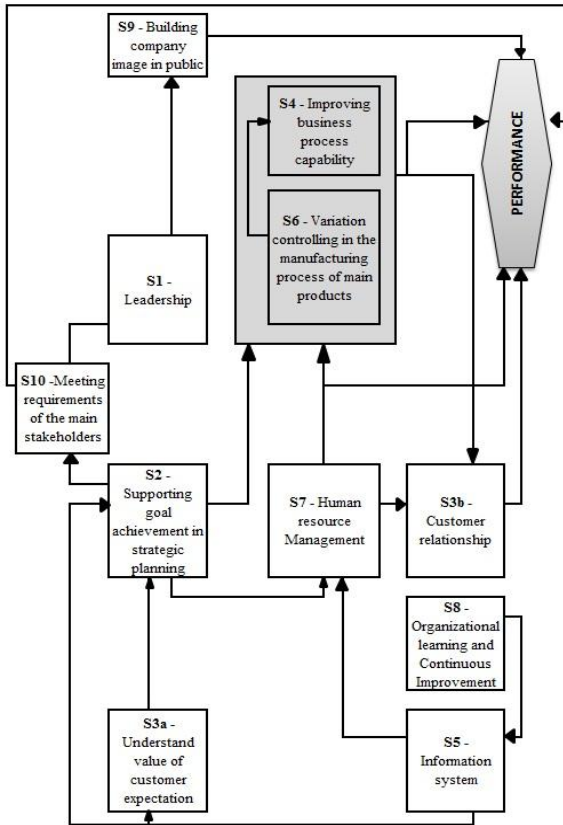 S9 - Building
company
image in public
S4 - Improving
business
process
capability
PERFORMANCE
S6 - Variation
controlling in the
manufacturing
process of main
products
S1 -
Leadership
S10 -Meeting
requirements
of the main
stakeholders
S2 -
Supporting
goal
achievement in
strategic
planning
S7 - Human
resource
Management
S3b -
Customer
relationship
S8 -
Organizational
learning and
Continuous
Improvement
S3a -
Understand
value of
customer
expectation
S5 -
Information
system